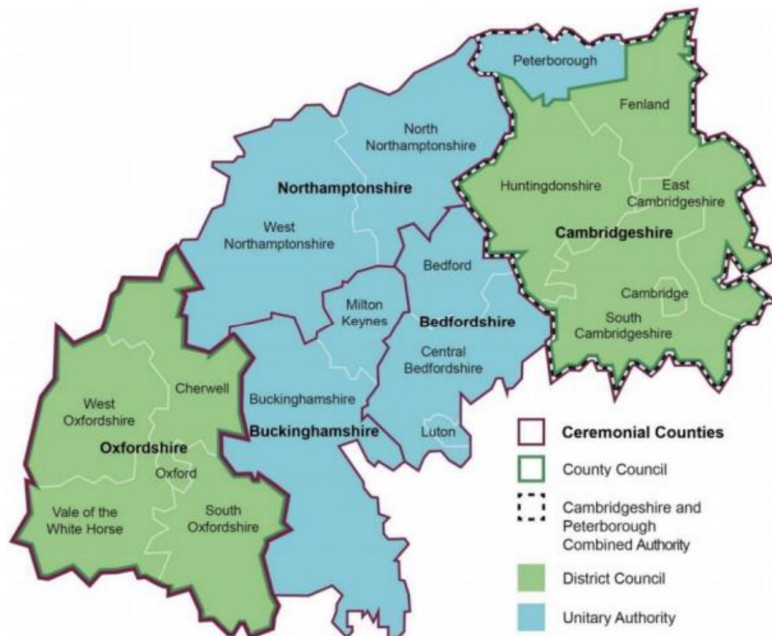 Peterborough
Fenland
North
Northamptonshire
Northamptonshire
Huntingdonshire
East
Cambridgeshire
West
Northamptonshire
Cambridgeshire
Bedford
Cambridge
Milton
Keynes
Bedfordshire
South
Cambridgeshire
Central
Bedfordshire
Cherwell
West
Oxfordshire
Buckinghamshire
Buckinghamshire
Luton
Oxfordshire
Oxford
Vale of the
White Horse
South
Oxfordshire
Ceremonial Counties
County Council
Cambridgeshire and
Peterborough
Combined Authority
District Council
Unitary Authority